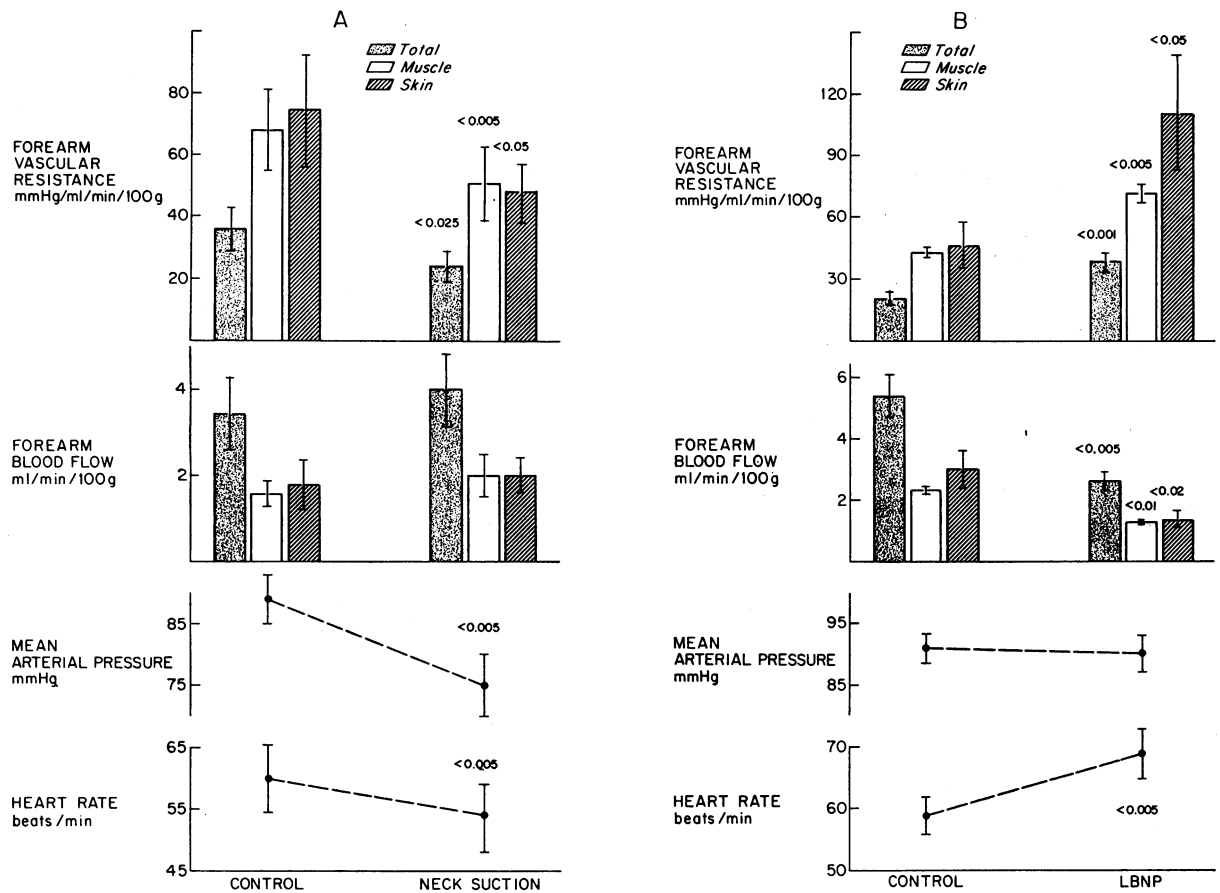 A
Total
Muscle
Skin
80
60
40
20
FOREARM
VASCULAR
RESISTANCE
mmHg/ml/min/100g
<0.025
<0.005
<0.05
4
2
FOREARM
BLOOD FLOW
ml/min/100g
85
75
MEAN
ARTERIAL PRESSURE
mmHg
<0.005
65
55
45
HEART RATE
beats/min
<0.005
CONTROL
NECK SUCTION
B
Total
Muscle
Skin
120
90
60
30
FOREARM
VASCULAR
RESISTANCE
mmHg/ml/min/100g
<0.001
<0.005
<0.05
6
4
2
FOREARM
BLOOD FLOW
ml/min/100g
<0.005
<0.01
<0.02
95
85
MEAN
ARTERIAL PRESSURE
mmHg
70
60
50
HEART RATE
beats/min
<0.005
CONTROL
LBNP